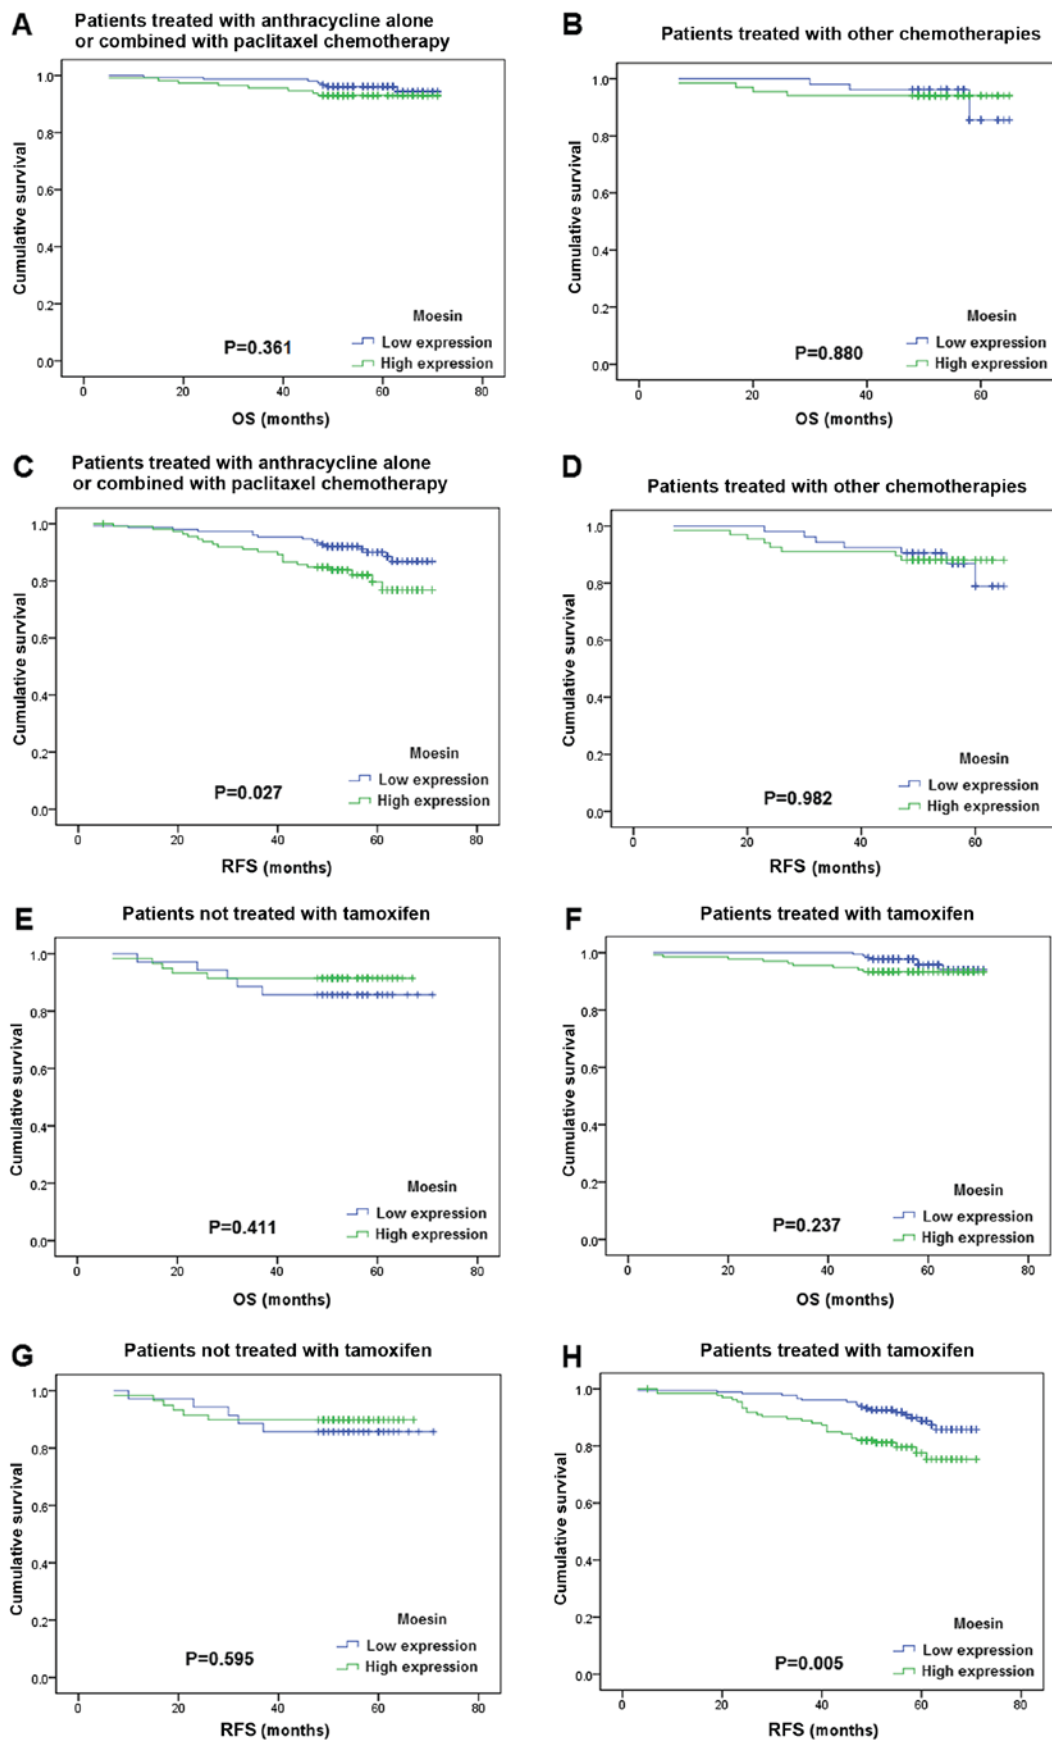 A
Patients treated with anthracycline alone
or combined with paclitaxel chemotherapy
Cumulative survival
1.0
0.8
0.6
0.4
0.2
0.0
Moesin
Low expression
High expression
P=0.361
0 20 40 60 80
OS (months)
B
Patients treated with other chemotherapies
Cumulative survival
1.0
0.8
0.6
0.4
0.2
0.0
Moesin
Low expression
High expression
P=0.880
0 20 40 60
OS (months)
C
Patients treated with anthracycline alone
or combined with paclitaxel chemotherapy
Cumulative survival
1.0
0.8
0.6
0.4
0.2
0.0
Moesin
Low expression
High expression
P=0.027
0 20 40 60 80
RFS (months)
D
Patients treated with other chemotherapies
Cumulative survival
1.0
0.8
0.6
0.4
0.2
0.0
Moesin
Low expression
High expression
P=0.982
0 20 40 60
RFS (months)
E
Patients not treated with tamoxifen
Cumulative survival
1.0
0.8
0.6
0.4
0.2
0.0
Moesin
Low expression
High expression
P=0.411
0 20 40 60 80
OS (months)
F
Patients treated with tamoxifen
Cumulative survival
1.0
0.8
0.6
0.4
0.2
0.0
Moesin
Low expression
High expression
P=0.237
0 20 40 60 80
OS (months)
G
Patients not treated with tamoxifen
Cumulative survival
1.0
0.8
0.6
0.4
0.2
0.0
Moesin
Low expression
High expression
P=0.595
0 20 40 60 80
RFS (months)
H
Patients treated with tamoxifen
Cumulative survival
1.0
0.8
0.6
0.4
0.2
0.0
Moesin
Low expression
High expression
P=0.005
0 20 40 60 80
RFS (months)